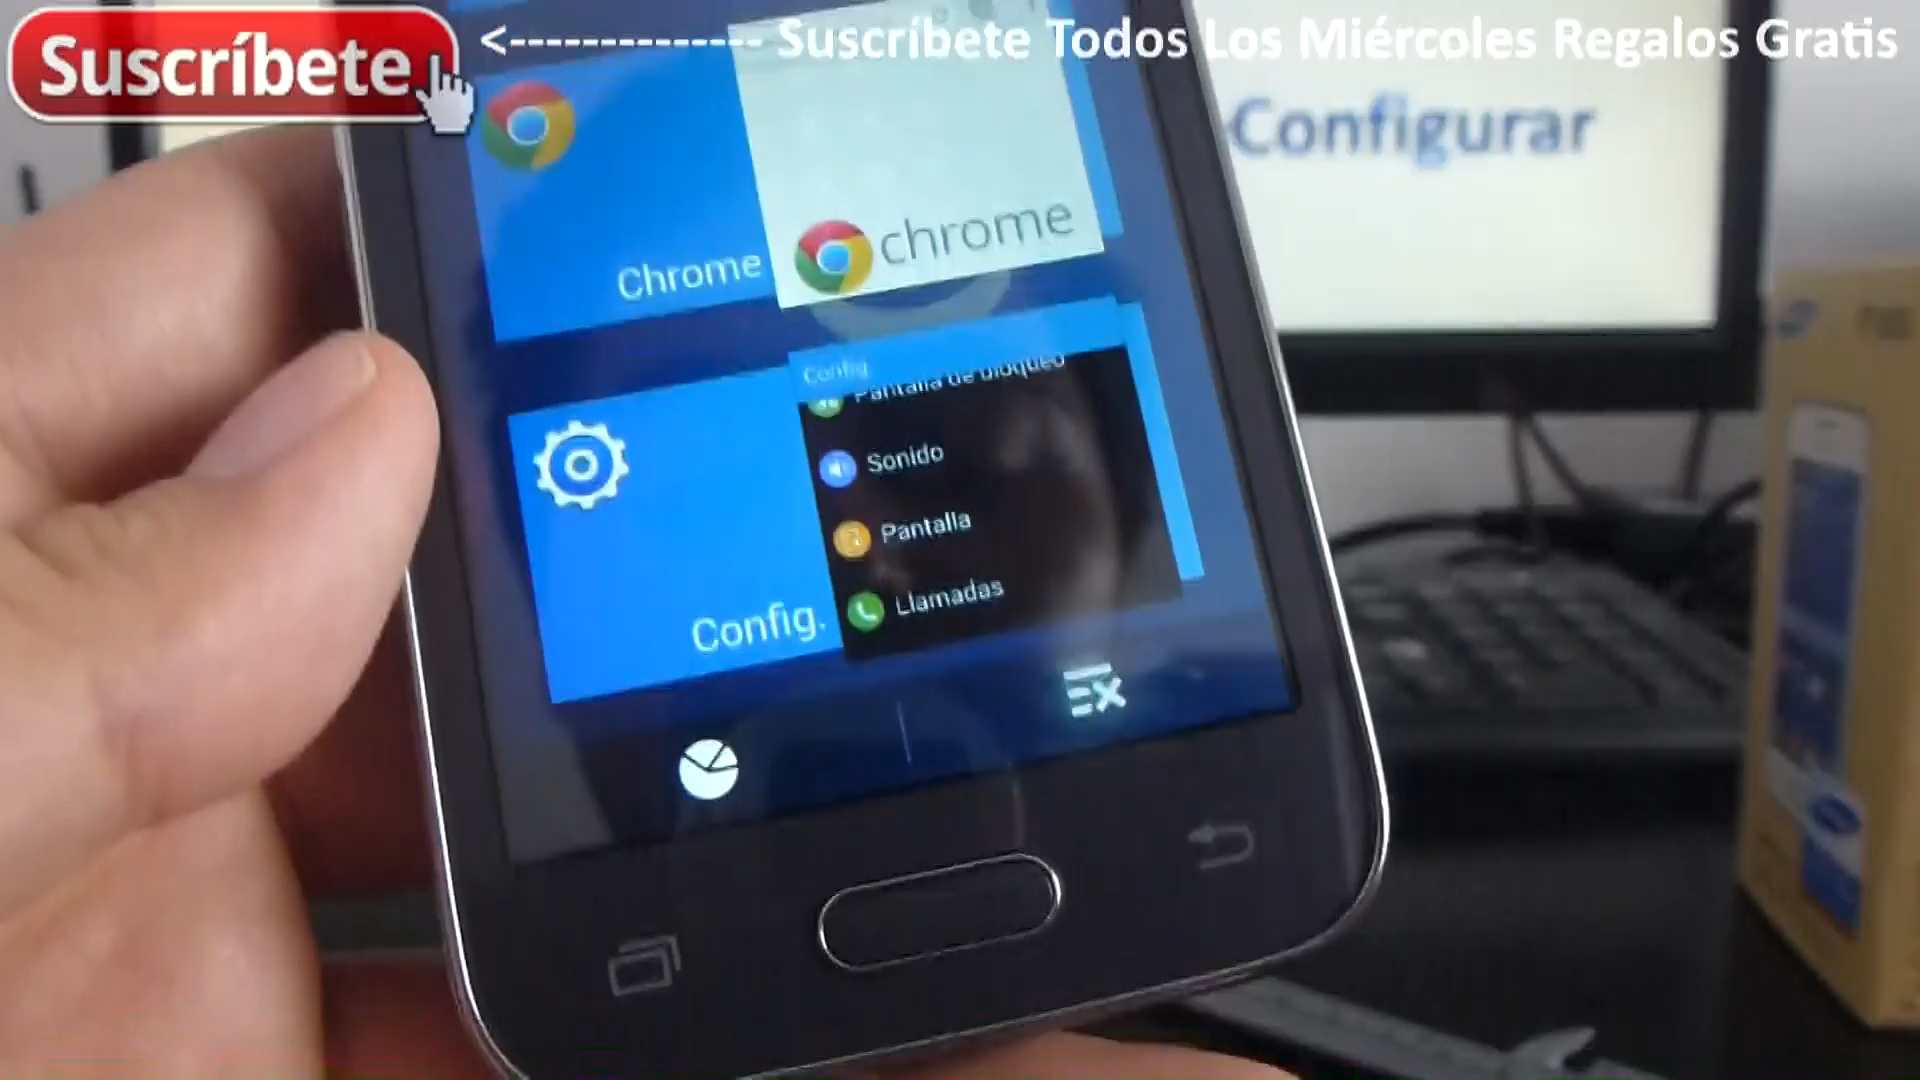 Suscríbete
<-------------- Suscríbete Todos Los Miércoles Regalos Gratis
Configurar
Chrome
chrome
Config
Pantalla de bloqueo
Sonido
Pantalla
Llamadas
Config.